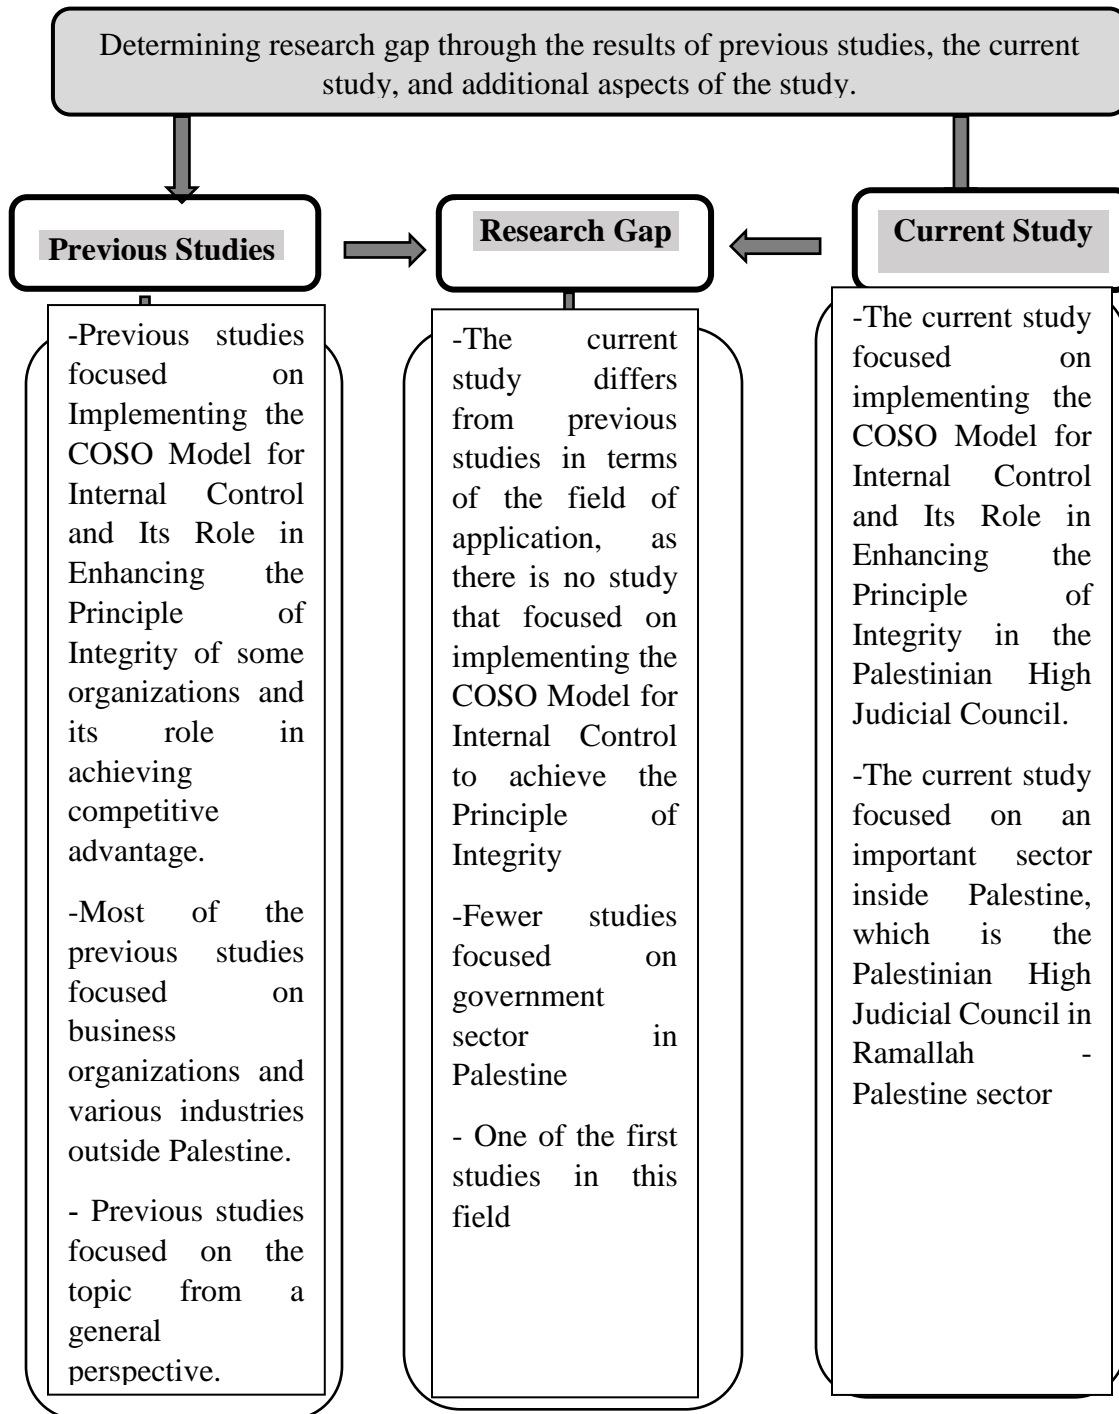 Determining research gap through the results of previous studies, the current
study, and additional aspects of the study.
Previous Studies
-Previous studies
focused on
Implementing the
COSO Model for
Internal Control
and Its Role in
Enhancing the
Principle of
Integrity of some
organizations and
its role in
achieving
competitive
advantage.
-Most of the
previous studies
focused on
business
organizations and
various industries
outside Palestine.
- Previous studies
focused on the
topic from a
general
perspective.
Research Gap
-The current
study differs
from previous
studies in terms
of the field of
application, as
there is no study
that focused on
implementing the
COSO Model for
Internal Control
to achieve the
Principle of
Integrity
-Fewer studies
focused on
government
sector in
Palestine
- One of the first
studies in this
field
Current Study
-The current study
focused on
implementing the
COSO Model for
Internal Control
and Its Role in
Enhancing the
Principle of
Integrity in the
Palestinian High
Judicial Council.
-The current study
focused on an
important sector
inside Palestine,
which is the
Palestinian High
Judicial Council in
Ramallah -
Palestine sector